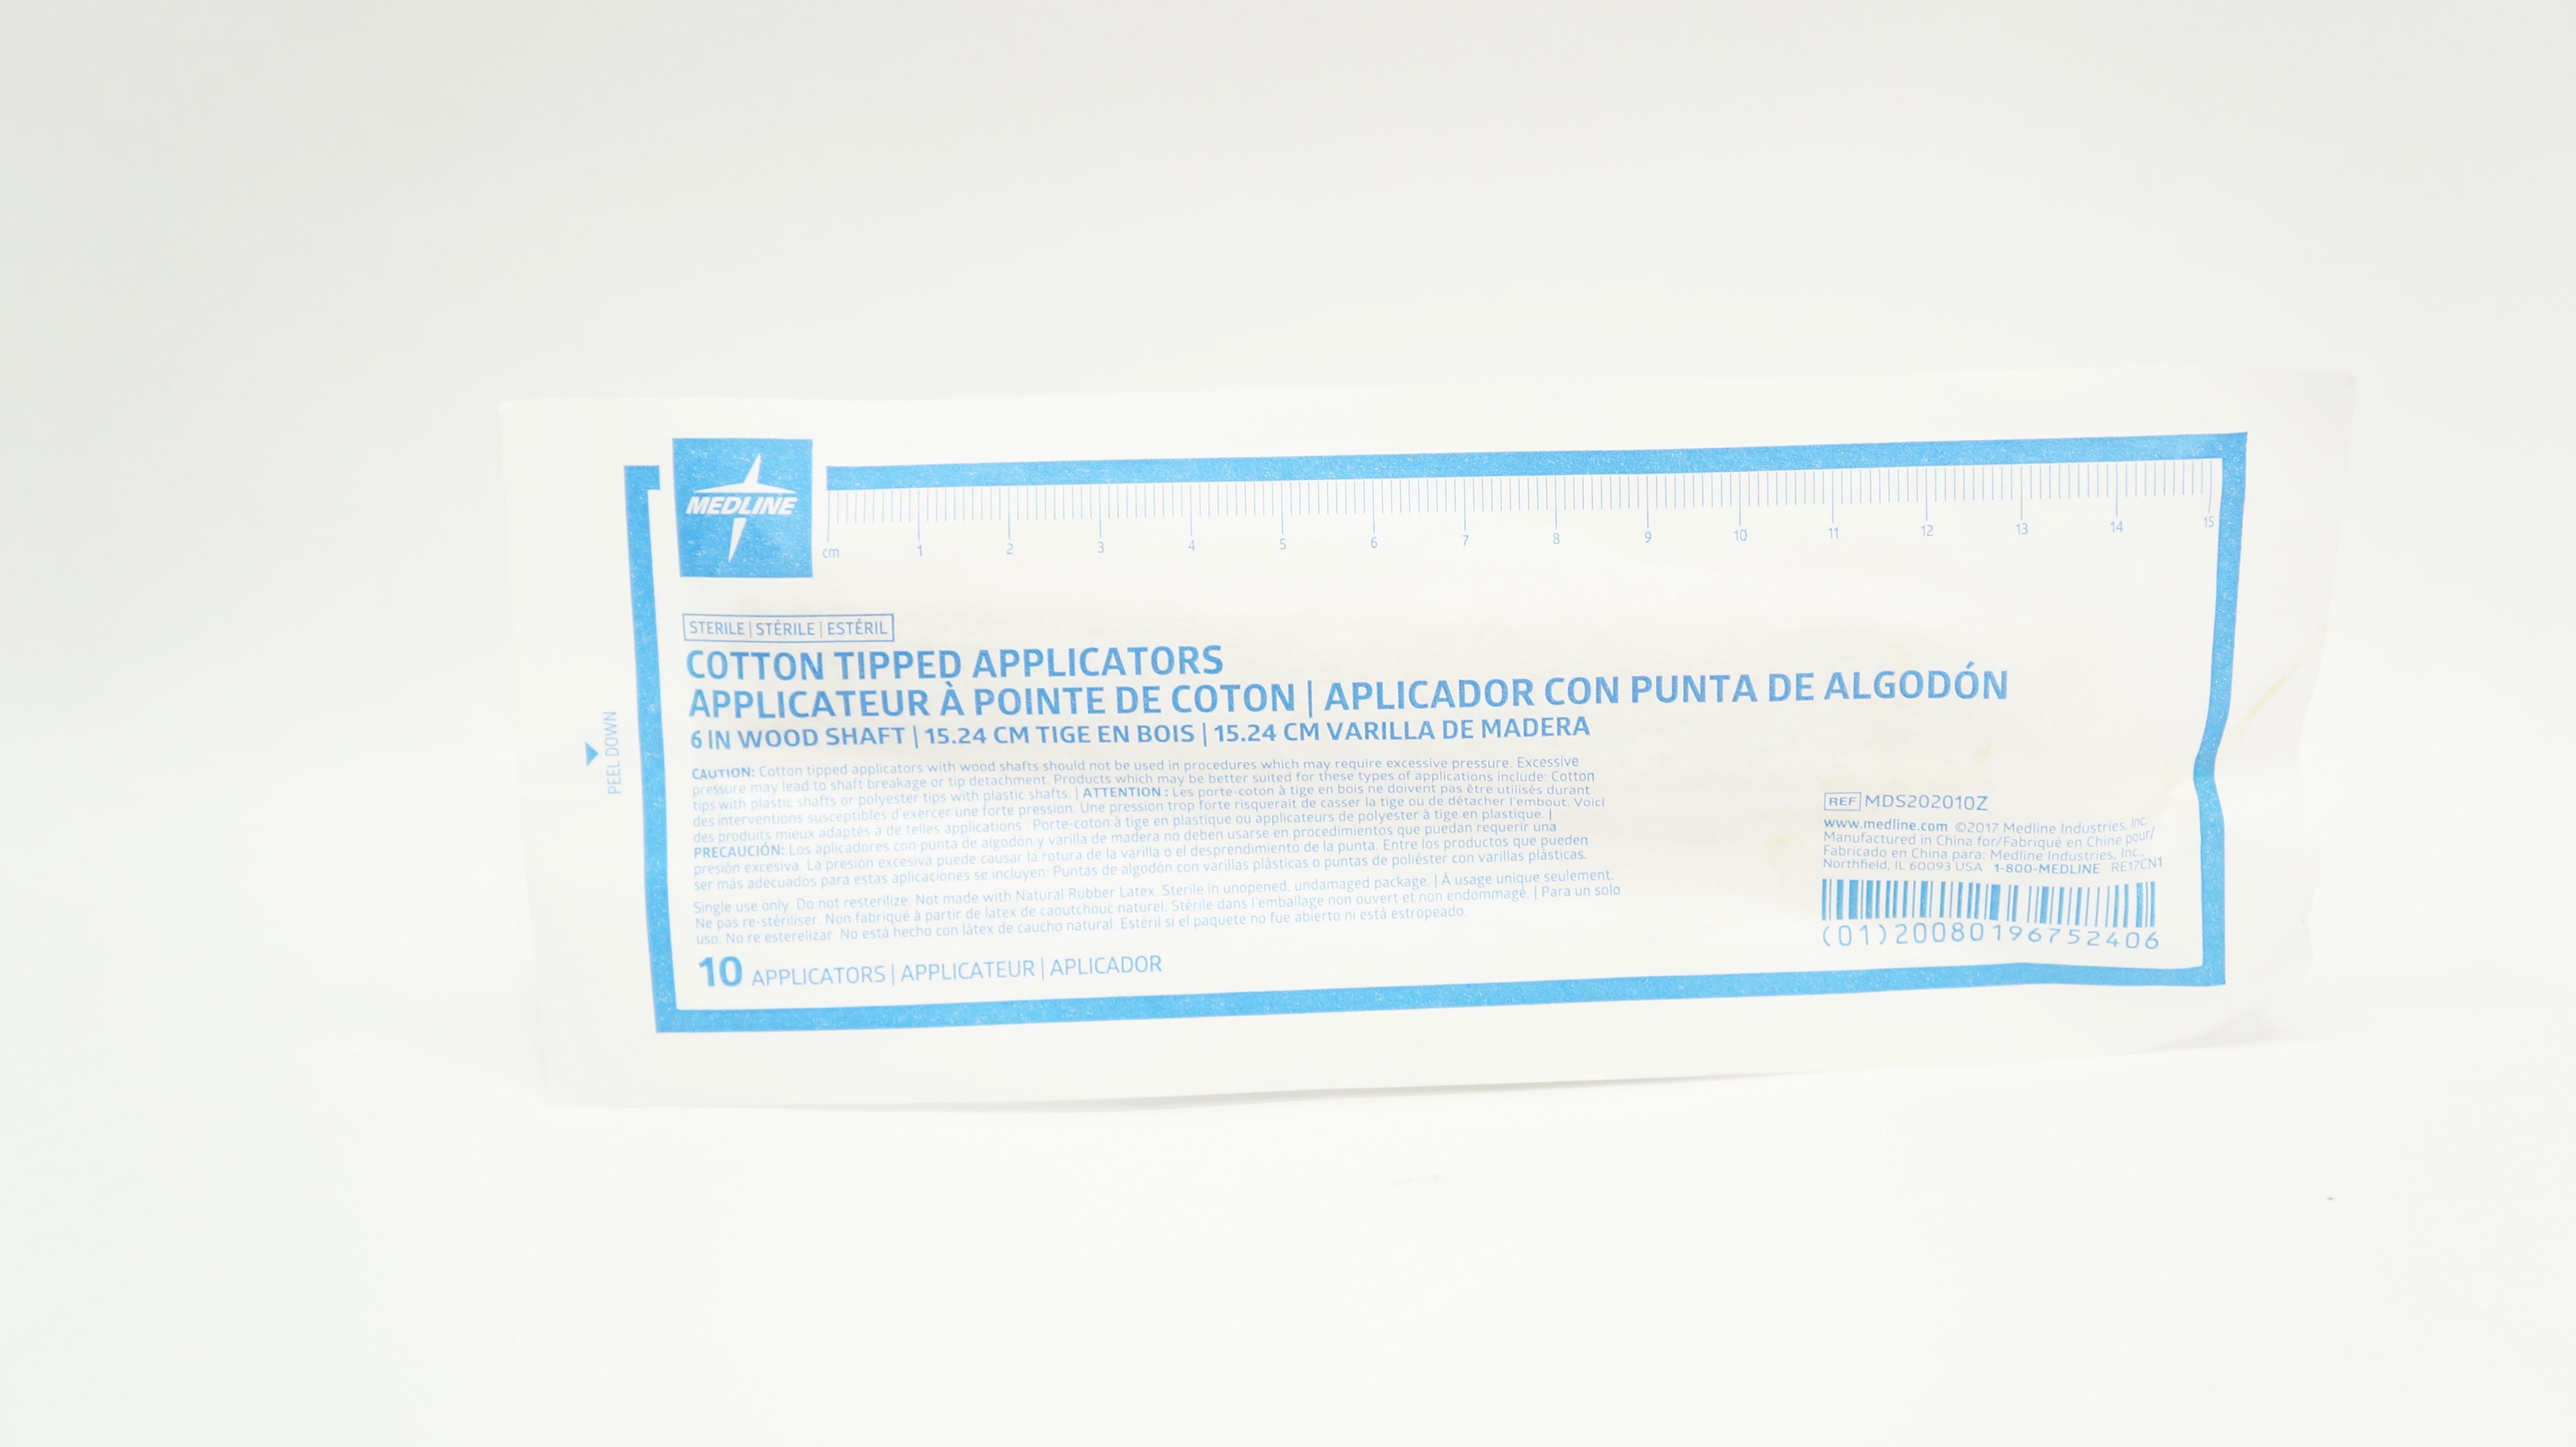 MEDLINE
cm 1 2 3 4 5 6 7 8 9 10 11 12 13 14 15
PEEL DOWN
STERILE | STÉRILE | ESTÉRIL
COTTON TIPPED APPLICATORS
APPLICATEUR À POINTE DE COTON | APLICADOR CON PUNTA DE ALGODÓN
6 IN WOOD SHAFT | 15.24 CM TIGE EN BOIS | 15.24 CM VARILLA DE MADERA
CAUTION: Cotton tipped applicators with wood shafts should not be used in procedures which may require excessive pressure. Excessive
pressure may lead to shaft breakage or tip detachment. Products which may be better suited for these types of applications include: Cotton
tips with plastic shafts or polyester tips with plastic shafts. | ATTENTION : Les porte-coton à tige en bois ne doivent pas être utilisés durant
des interventions susceptibles d'exercer une forte pression. Une pression trop forte risquerait de casser la tige ou de détacher l'embout. Voici
des produits mieux adaptés à de telles applications : Porte-coton à tige en plastique ou applicateurs de polyester à tige en plastique. |
PRECAUCIÓN: Los aplicadores con punta de algodón y varilla de madera no deben usarse en procedimientos que puedan requerir una
presión excesiva. La presión excesiva puede causar la rotura de la varilla o el desprendimiento de la punta. Entre los productos que pueden
ser más adecuados para estas aplicaciones se incluyen: Puntas de algodón con varillas plásticas o puntas de poliéster con varillas plásticas.
Single use only. Do not resterilize. Not made with Natural Rubber Latex. Sterile in unopened, undamaged package. | À usage unique seulement.
Ne pas re-stériliser. Non fabriqué à partir de latex de caoutchouc naturel. Stérile dans l'emballage non ouvert et non endommagé. | Para un solo
uso. No re esterelizar. No está hecho con látex de caucho natural. Estéril si el paquete no fue abierto ni está estropeado.
10 APPLICATORS | APPLICATEUR | APLICADOR
REF MDS202010Z
www.medline.com ©2017 Medline Industries, Inc.
Manufactured in China for/Fabriqué en Chine pour/
Fabricado en China para: Medline Industries, Inc.,
Northfield, IL 60093 USA 1-800-MEDLINE RE17CN1
(01)20080196752406